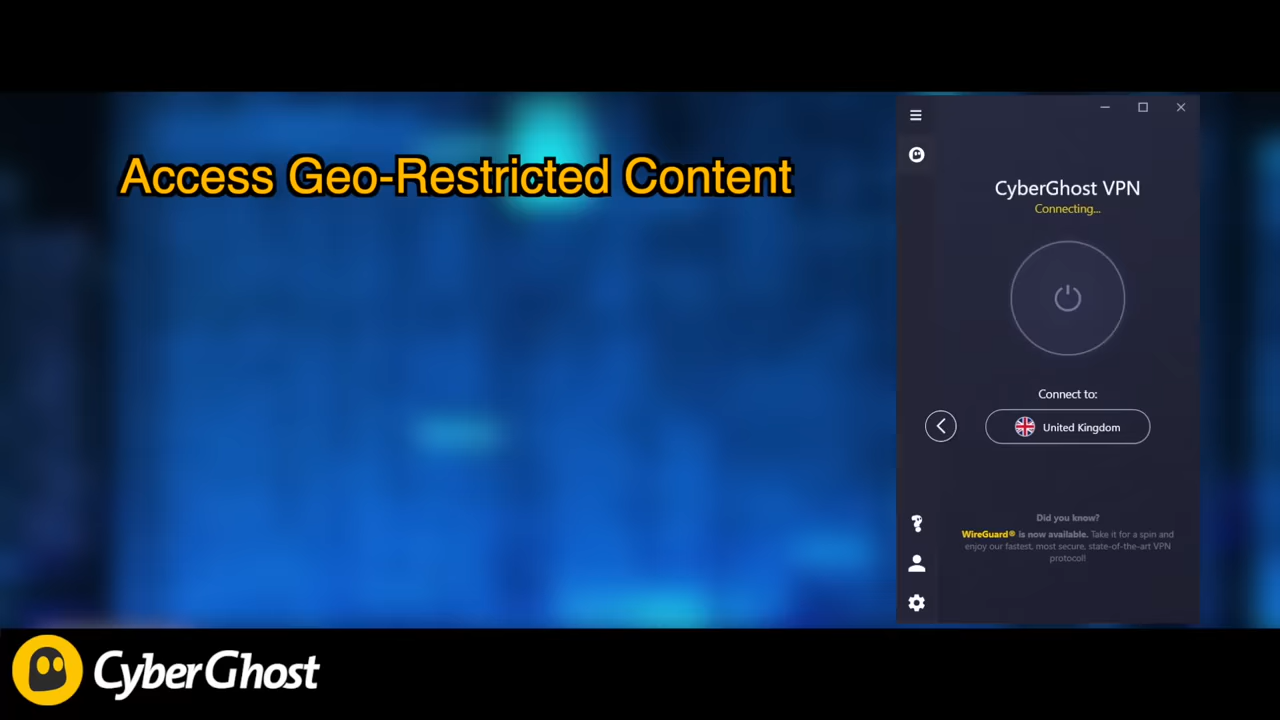 Access Geo-Restricted Content
CyberGhost VPN
Connecting...
Connect to:
United Kingdom
Did you know?
WireGuard® is now available. Take it for a spin and
enjoy our fastest, most secure, state-of-the-art VPN
protocol!
CyberGhost